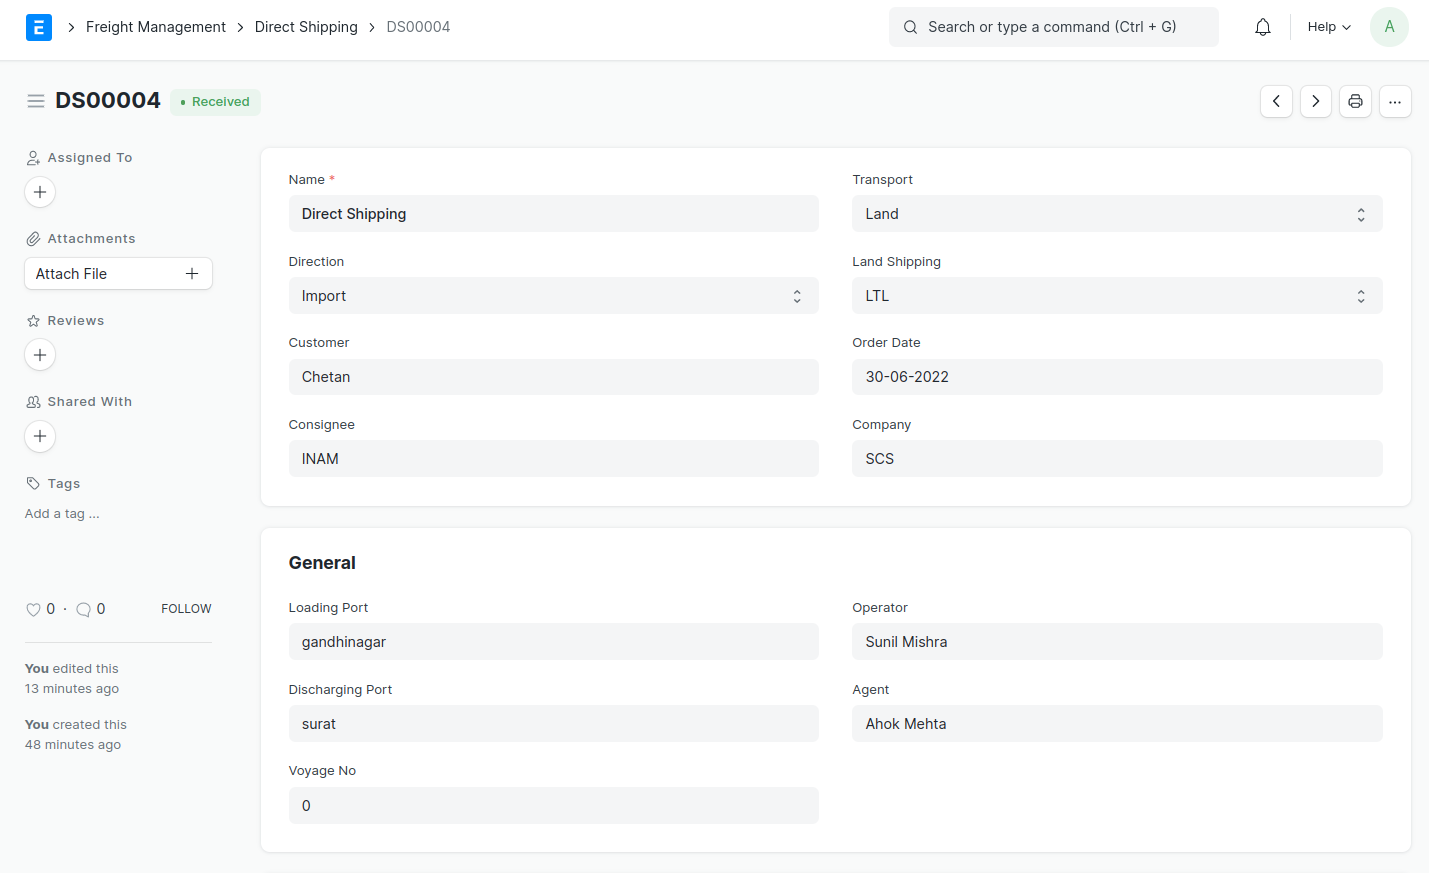 E
Freight Management
Direct Shipping
DS00004
Search or type a command (Ctrl + G)
Help
A
DS00004
Received
Assigned To
Attachments
Attach File
Reviews
Shared With
Tags
Add a tag ...
0 · 0
FOLLOW
You edited this
13 minutes ago
You created this
48 minutes ago
Name *
Direct Shipping
Direction
Import
Customer
Chetan
Consignee
INAM
Transport
Land
Land Shipping
LTL
Order Date
30-06-2022
Company
SCS
General
Loading Port
gandhinagar
Discharging Port
surat
Voyage No
0
Operator
Sunil Mishra
Agent
Ahok Mehta